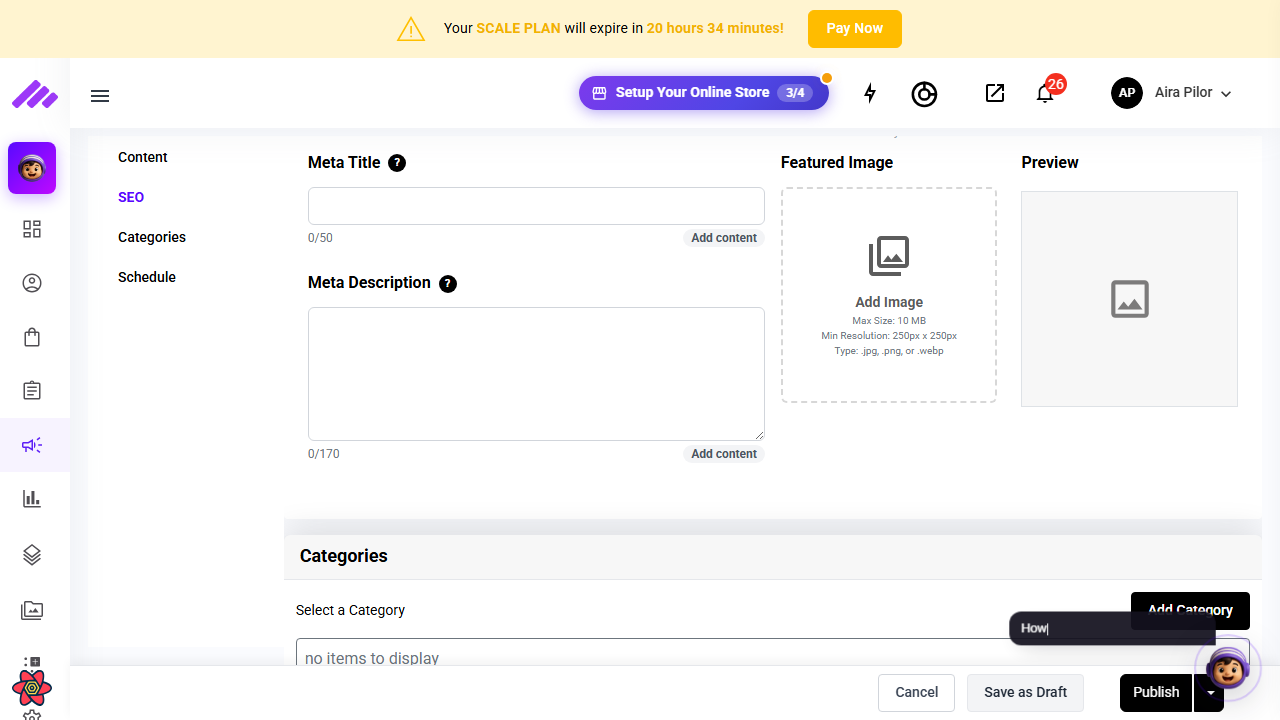 Your SCALE PLAN will expire in 20 hours 34 minutes!
Pay Now
Setup Your Online Store 3/4
26
AP
Aira Pilor
Content
SEO
Categories
Schedule
Meta Title ?
0/50
Add content
Meta Description ?
0/170
Add content
Featured Image
Add Image
Max Size: 10 MB
Min Resolution: 250px x 250px
Type: .jpg, .png, or .webp
Preview
Categories
Select a Category
Add Category
How
no items to display
Cancel
Save as Draft
Publish